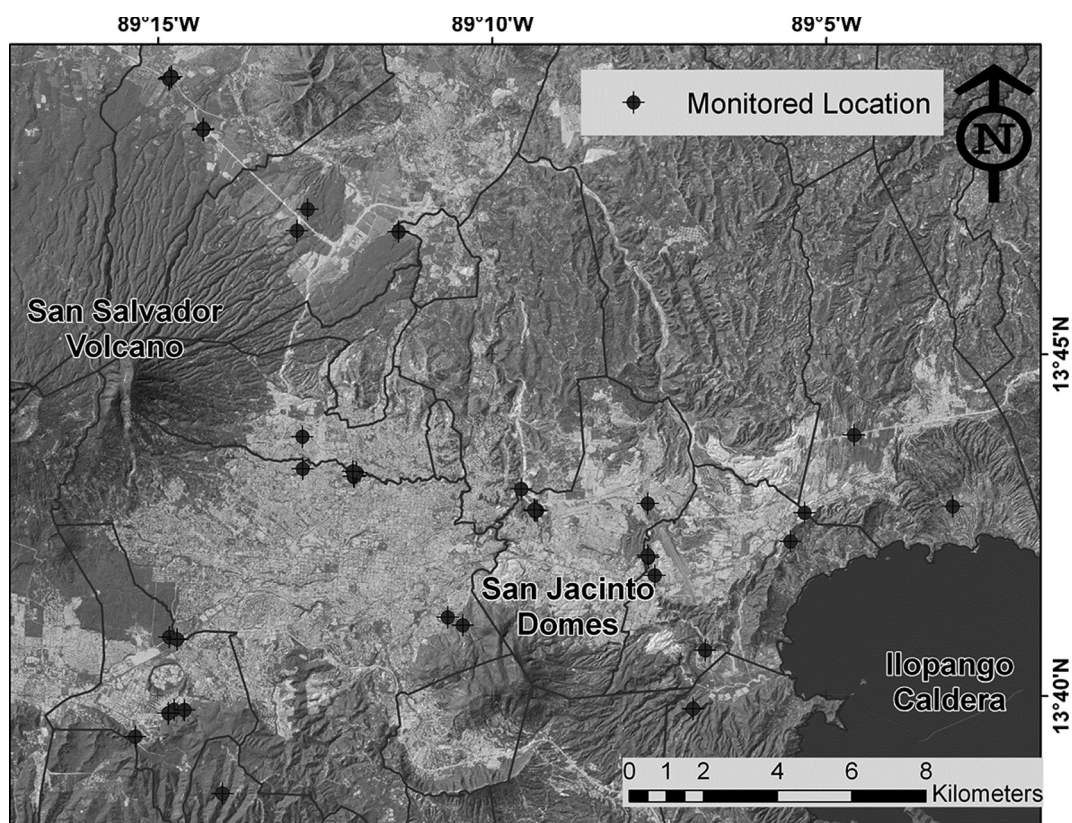 89°15'W 89°10'W 89°5'W
Monitored Location
N
San Salvador
Volcano
13°45'N
San Jacinto
Domes
Ilopango
Caldera
13°40'N
0 1 2 4 6 8
Kilometers